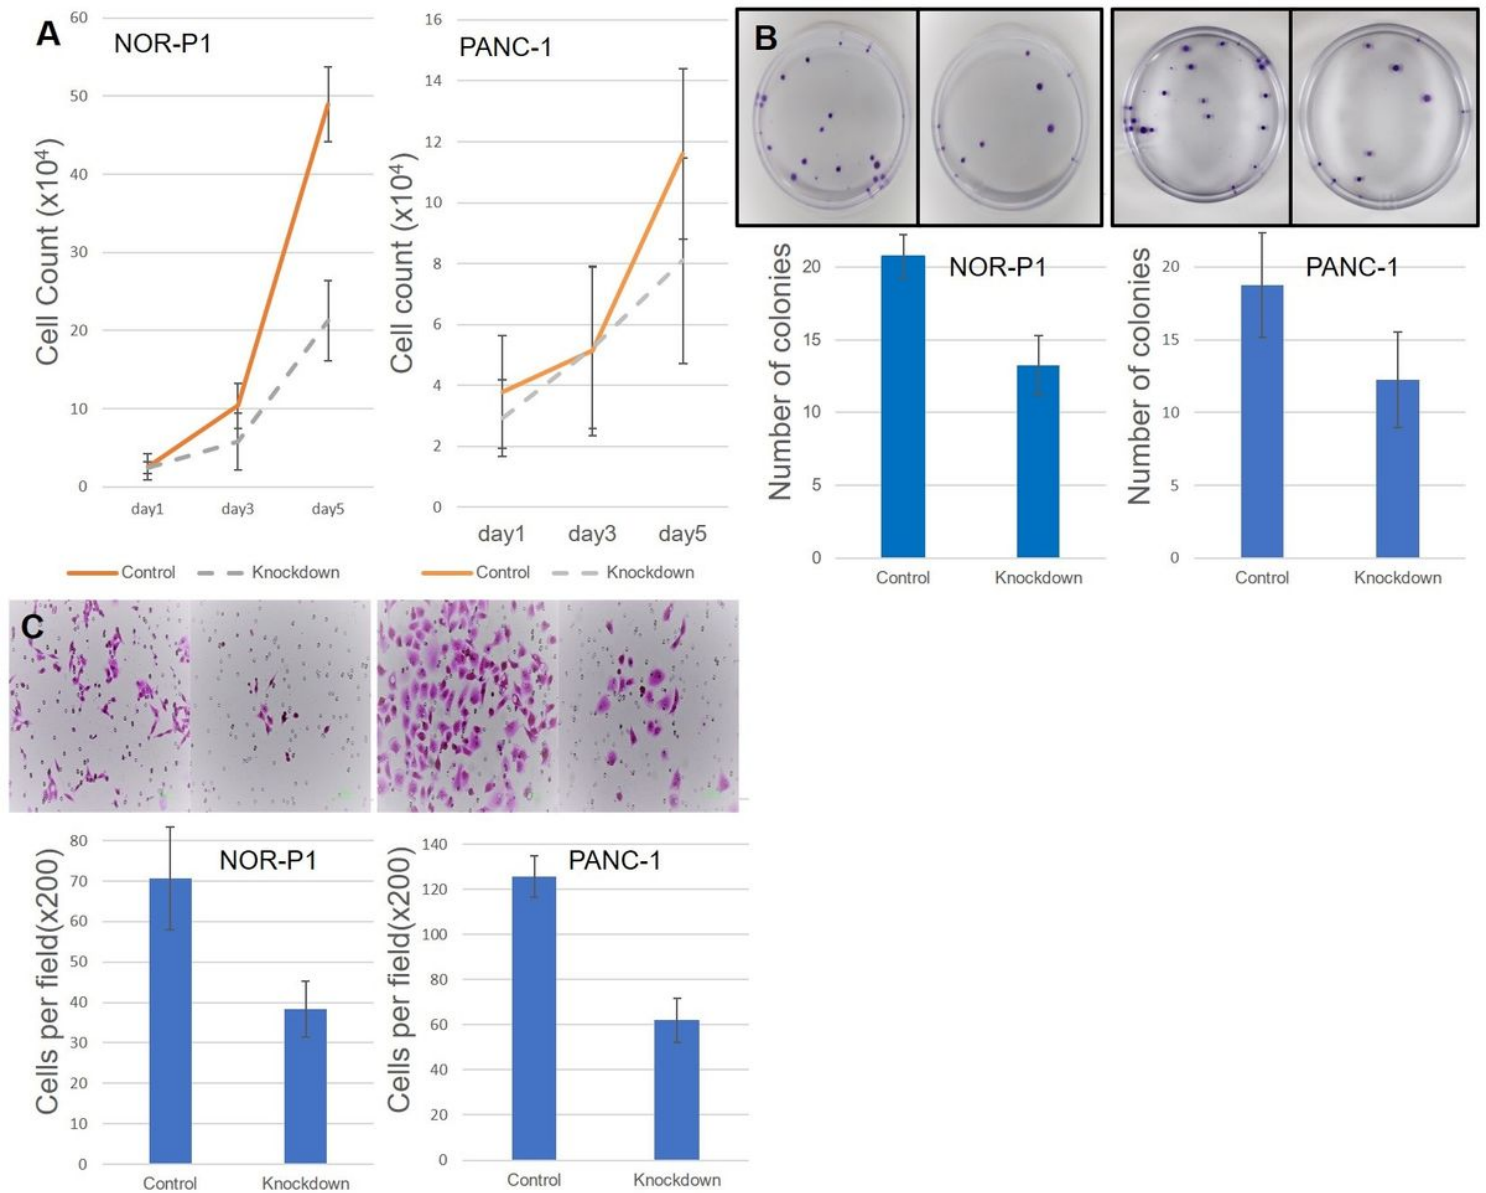 A
NOR-P1
Cell Count (x10⁴)
60
50
40
30
20
10
0
day1 day3 day5
Control Knockdown
PANC-1
Cell count (x10⁴)
16
14
12
10
8
6
4
2
0
day1 day3 day5
Control Knockdown
B
NOR-P1
Number of colonies
20
15
10
5
0
Control Knockdown
PANC-1
Number of colonies
20
15
10
5
0
Control Knockdown
C
NOR-P1
Cells per field(x200)
80
70
60
50
40
30
20
10
0
Control Knockdown
PANC-1
Cells per field(x200)
140
120
100
80
60
40
20
0
Control Knockdown